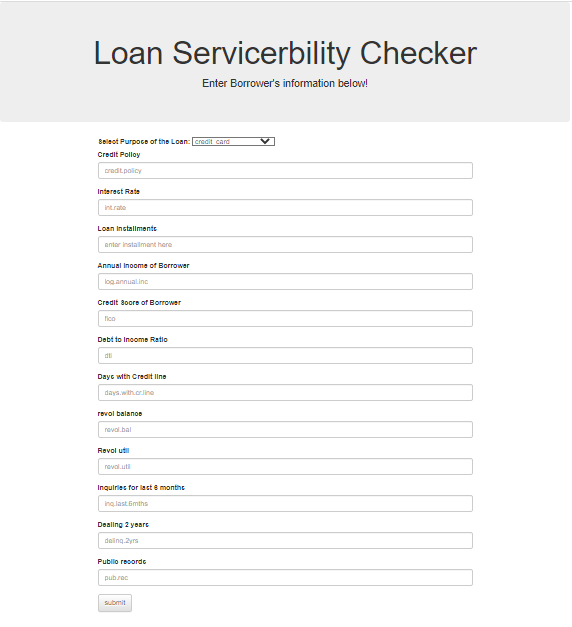 Loan Servicerbility Checker
Enter Borrower's information below!
Select Purpose of the Loan: credit_card
Credit Policy
credit.policy
Interest Rate
int.rate
Loan Installments
enter installment here
Annual Income of Borrower
log.annual.inc
Credit Score of Borrower
fico
Debt to Income Ratio
dti
Days with Credit line
days.with.cr.line
revol balance
revol.bal
Revol util
revol.util
Inquiries for last 6 months
inq.last.6mths
Dealing 2 years
delinq.2yrs
Public records
pub.rec
submit